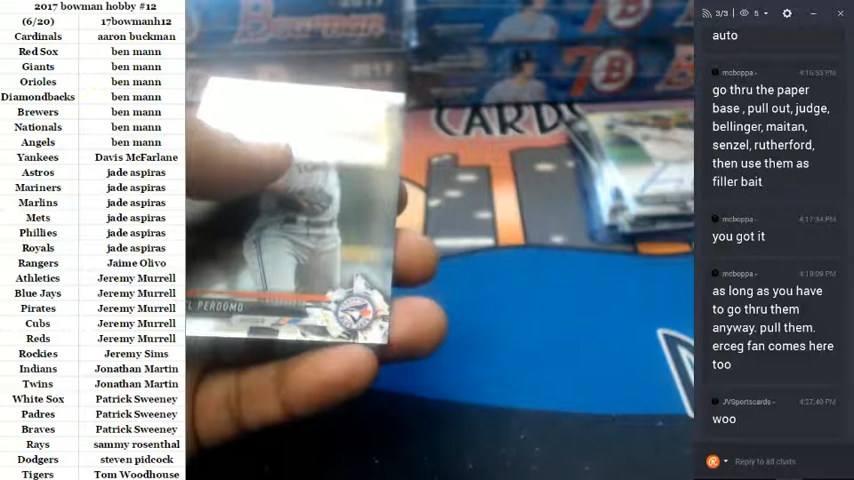 2017 bowman hobby #12
(6/20) 17bowmanh12
Cardinals aaron buckman
Red Sox ben mann
Giants ben mann
Orioles ben mann
Diamondbacks ben mann
Brewers ben mann
Nationals ben mann
Angels ben mann
Yankees Davis McFarlane
Astros jade aspiras
Mariners jade aspiras
Marlins jade aspiras
Mets jade aspiras
Phillies jade aspiras
Royals jade aspiras
Rangers Jaime Olivo
Athletics Jeremy Murrell
Blue Jays Jeremy Murrell
Pirates Jeremy Murrell
Cubs Jeremy Murrell
Reds Jeremy Murrell
Rockies Jeremy Sims
Indians Jonathan Martin
Twins Jonathan Martin
White Sox Patrick Sweeney
Padres Patrick Sweeney
Braves Patrick Sweeney
Rays sammy rosenthal
Dodgers steven pidcock
Tigers Tom Woodhouse
2017
Bowman
2017
CARDS
EL PERDOMO
3/3 5
auto
mcboppa - 4:16:53 PM
go thru the paper
base , pull out, judge,
bellinger, maitan,
senzel, rutherford,
then use them as
filler bait
mcboppa - 4:17:34 PM
you got it
mcboppa - 4:19:09 PM
as long as you have
to go thru them
anyway. pull them.
erceg fan comes here
too
JVSportscards - 4:27:40 PM
woo
Reply to all chats